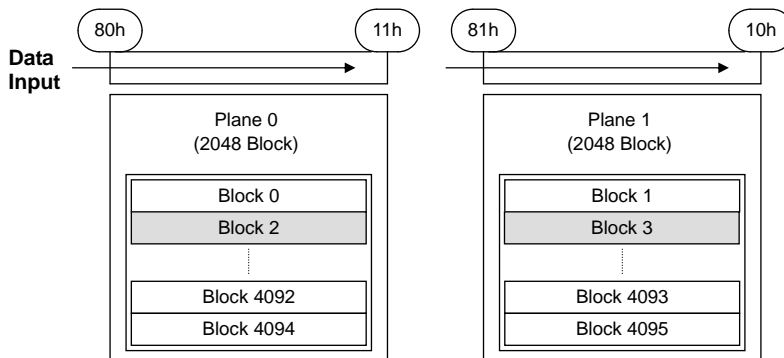 80h
11h
81h
10h
Data
Input
Plane 0
(2048 Block)
Plane 1
(2048 Block)
Block 0
Block 2
Block 4092
Block 4094
Block 1
Block 3
Block 4093
Block 4095